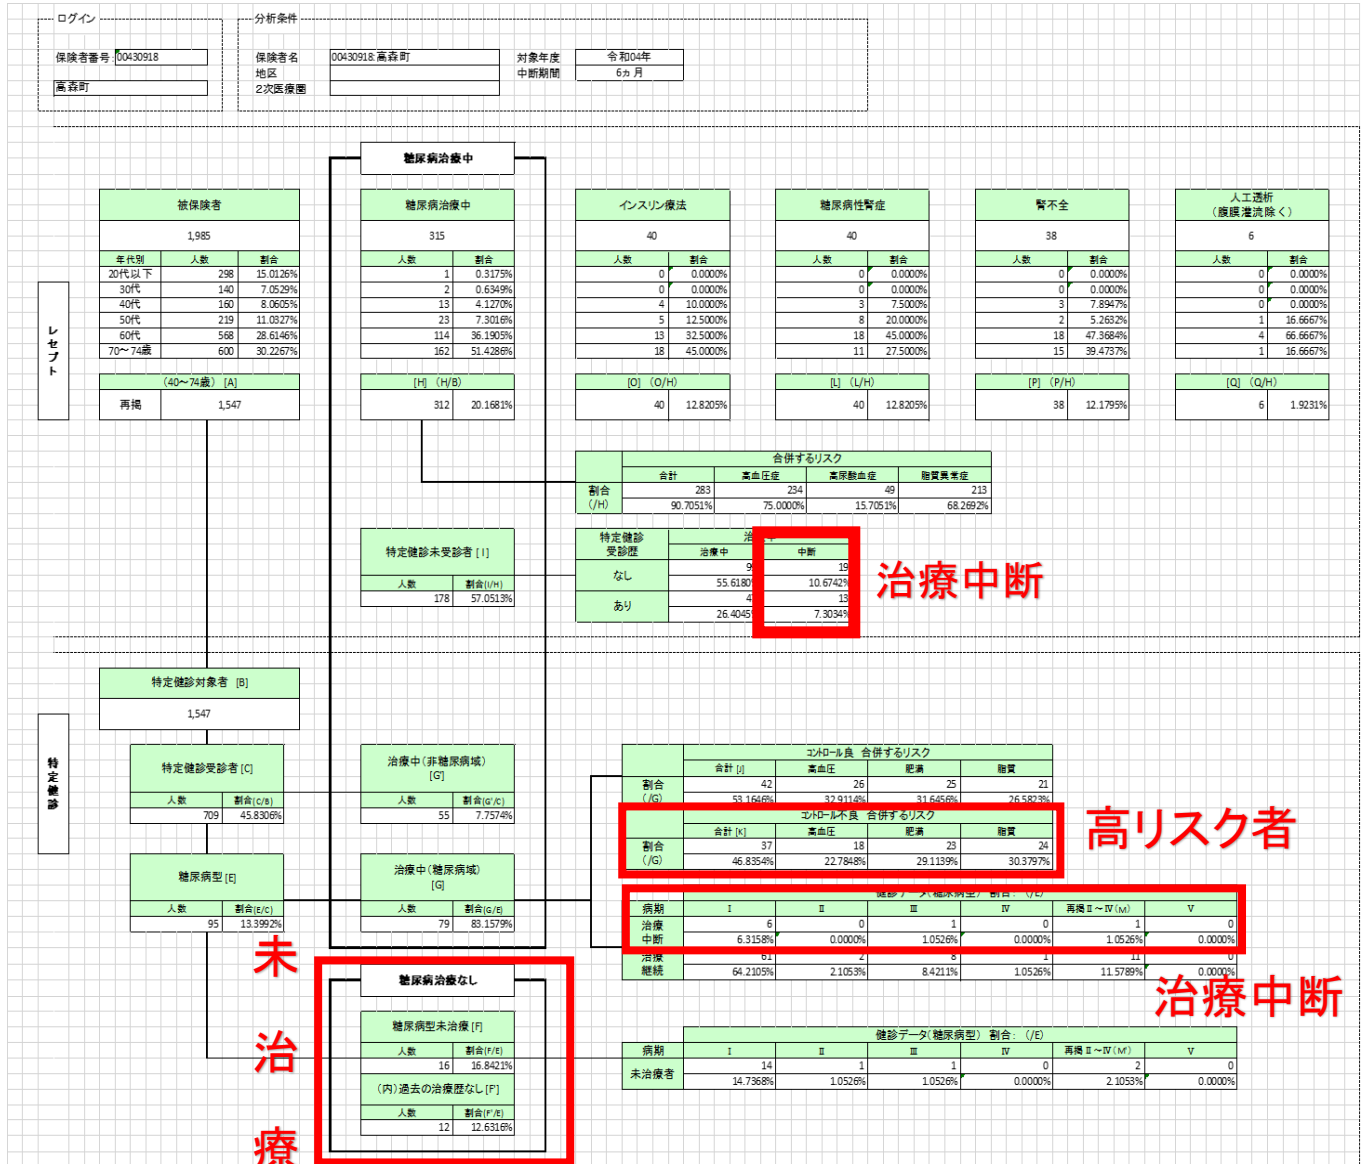 ログイン
分析条件
保険者番号 00430918
高森町
保険者名 00430918:高森町
地区
2次医療圏
対象年度 令和04年
中断期間 6ヵ月
レセプト
糖尿病治療中
被保険者
1,985
年代別 人数 割合
20代以下 298 15.0126%
30代 140 7.0529%
40代 160 8.0605%
50代 219 11.0327%
60代 568 28.6146%
70～74歳 600 30.2267%
(40～74歳) [A]
再掲 1,547
糖尿病治療中
315
人数 割合
1 0.3175%
2 0.6349%
13 4.1270%
23 7.3016%
114 36.1905%
162 51.4286%
[H] (H/B)
312 20.1681%
インスリン療法
40
人数 割合
0 0.0000%
0 0.0000%
4 10.0000%
5 12.5000%
13 32.5000%
18 45.0000%
[O] (O/H)
40 12.8205%
糖尿病性腎症
40
人数 割合
0 0.0000%
0 0.0000%
3 7.5000%
8 20.0000%
18 45.0000%
11 27.5000%
[L] (L/H)
40 12.8205%
腎不全
38
人数 割合
0 0.0000%
0 0.0000%
3 7.8947%
2 5.2632%
18 47.3684%
15 39.4737%
[P] (P/H)
38 12.1795%
人工透析
(腹膜灌流除く)
6
人数 割合
0 0.0000%
0 0.0000%
0 0.0000%
1 16.6667%
4 66.6667%
1 16.6667%
[Q] (Q/H)
6 1.9231%
合併するリスク
合計 高血圧症 高尿酸血症 脂質異常症
割合 283 234 49 213
(/H) 90.7051% 75.0000% 15.7051% 68.2692%
特定健診未受診者 [I]
人数 割合(I/H)
178 57.0513%
特定健診
受診歴
治療中 中断
なし
19
55.6180% 10.6742%
あり
13
26.4045% 7.3034%
治療中断
特定健診
特定健診対象者 [B]
1,547
特定健診受診者 [C]
人数 割合(C/B)
709 45.8306%
治療中(非糖尿病域)
[G']
人数 割合(G'/C)
55 7.7574%
コントロール良 合併するリスク
合計 [J] 高血圧 肥満 脂質
割合 42 26 25 21
(/G) 53.1646% 32.9114% 31.6456% 26.5823%
コントロール不良 合併するリスク
合計 [K] 高血圧 肥満 脂質
割合 37 18 23 24
(/G) 46.8354% 22.7848% 29.1139% 30.3797%
高リスク者
糖尿病型 [E]
人数 割合(E/C)
95 13.3992%
治療中(糖尿病域)
[G]
人数 割合(G/E)
79 83.1579%
健診データ(糖尿病型) 割合: (/E)
病期 Ⅰ Ⅱ Ⅲ Ⅳ 再掲Ⅱ～Ⅳ(M) Ⅴ
治療 6 0 1 0 1 0
中断 6.3158% 0.0000% 1.0526% 0.0000% 1.0526% 0.0000%
治療 61 2 8 1 11 0
継続 64.2105% 2.1053% 8.4211% 1.0526% 11.5789% 0.0000%
治療中断
未治療
糖尿病治療なし
糖尿病型未治療 [F]
人数 割合(F/E)
16 16.8421%
(内)過去の治療歴なし [F']
人数 割合(F'/E)
12 12.6316%
健診データ(糖尿病型) 割合: (/E)
病期 Ⅰ Ⅱ Ⅲ Ⅳ 再掲Ⅱ～Ⅳ(M') Ⅴ
未治療者 14 1 1 0 2 0
14.7368% 1.0526% 1.0526% 0.0000% 2.1053% 0.0000%